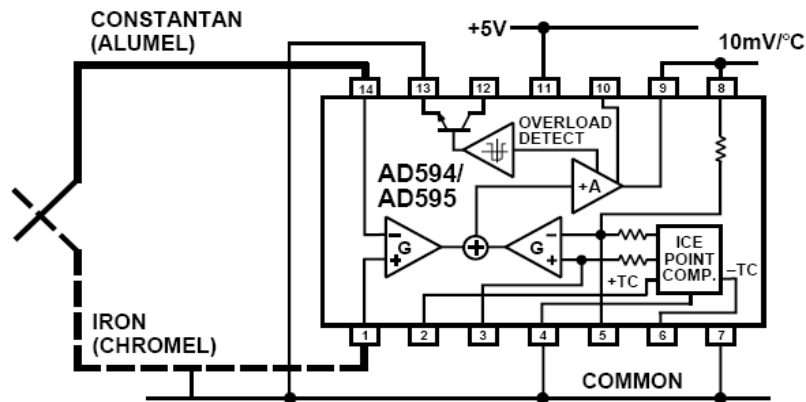 CONSTANTAN
(ALUMEL)
+5V
10mV/°C
14
13
12
11
10
9
8
OVERLOAD
DETECT
AD594/
AD595
+A
–
G
+
+
–
G
+
ICE
POINT
COMP.
–TC
+TC
IRON
(CHROMEL)
1
2
3
4
5
6
7
COMMON